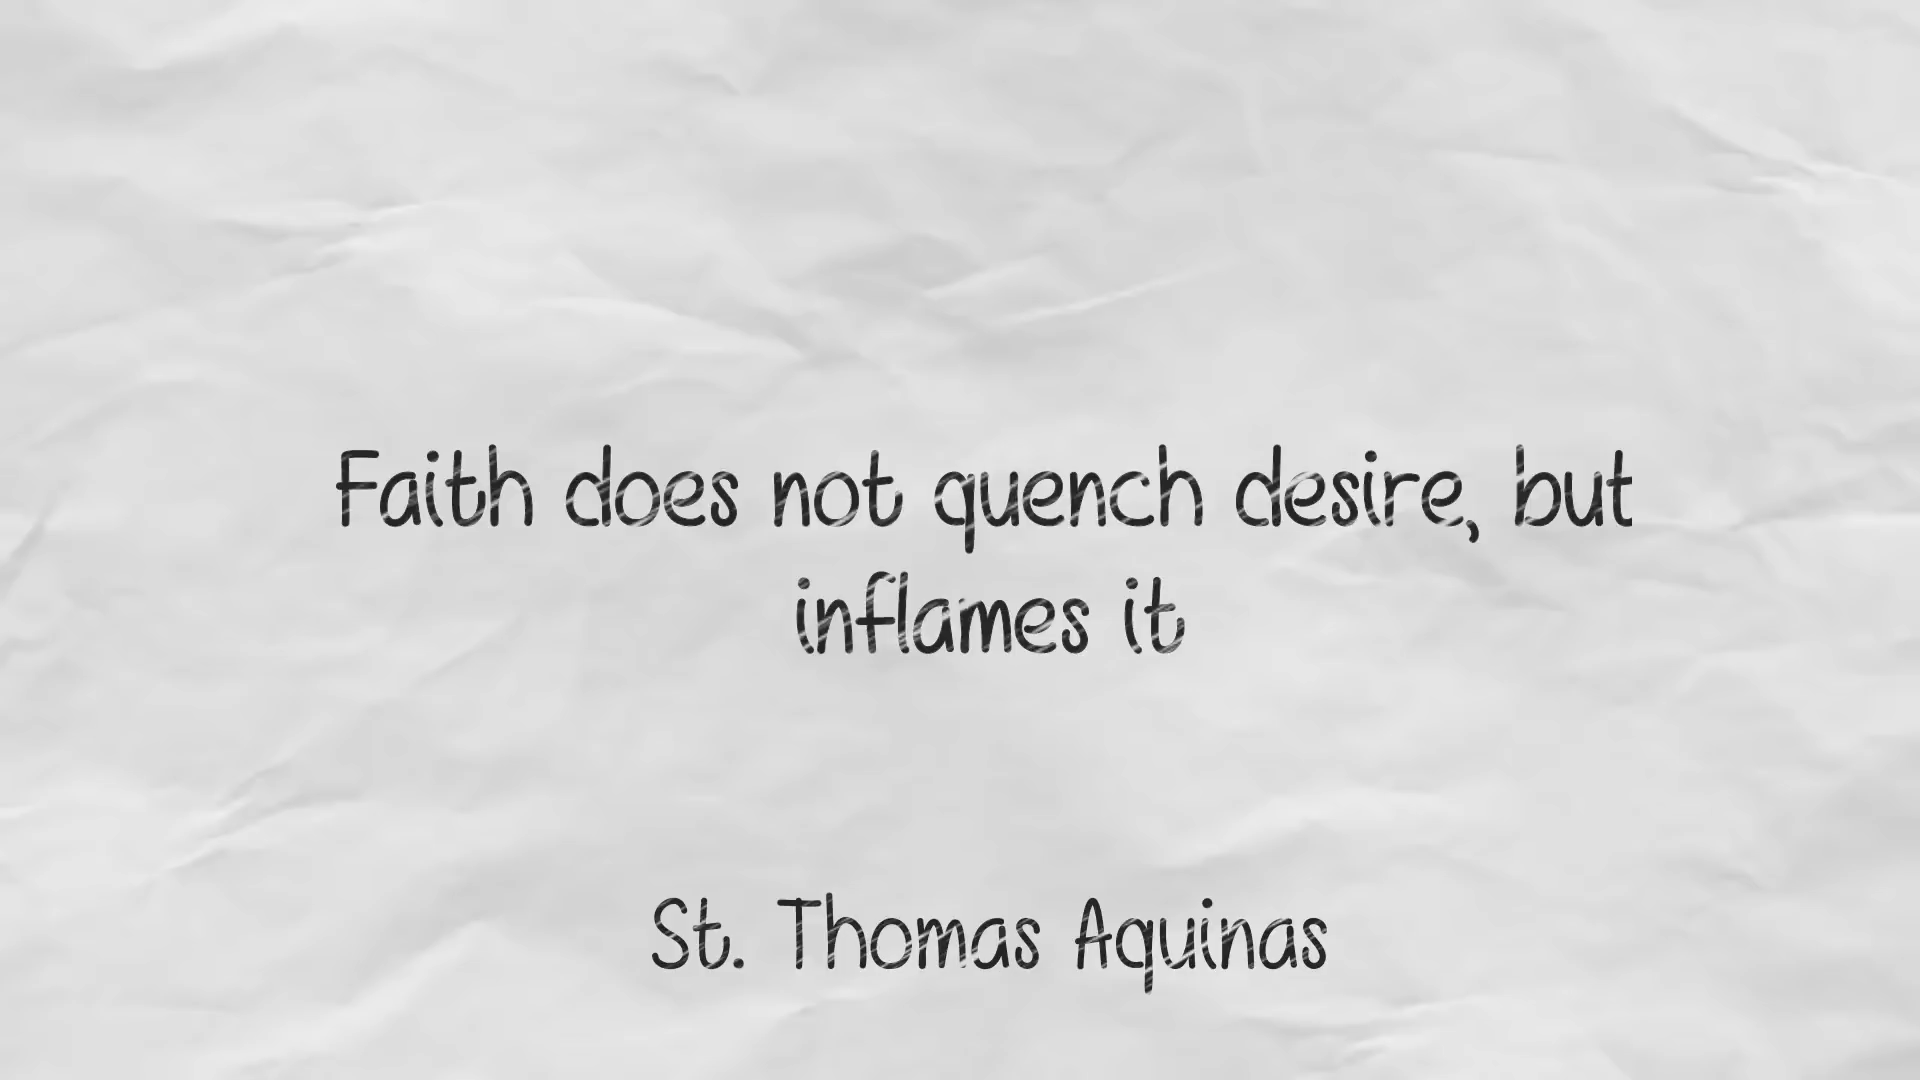 Faith does not quench desire, but
inflames it
St. Thomas Aquinas